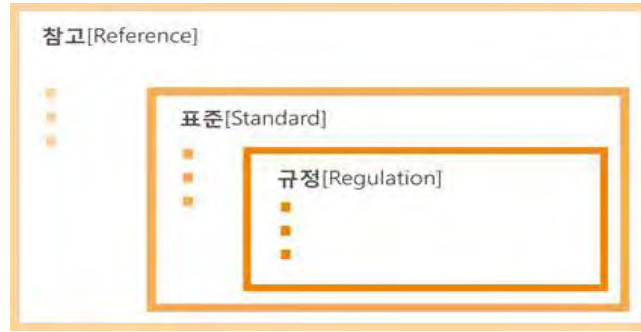 참고[Reference]
표준[Standard]
규정[Regulation]